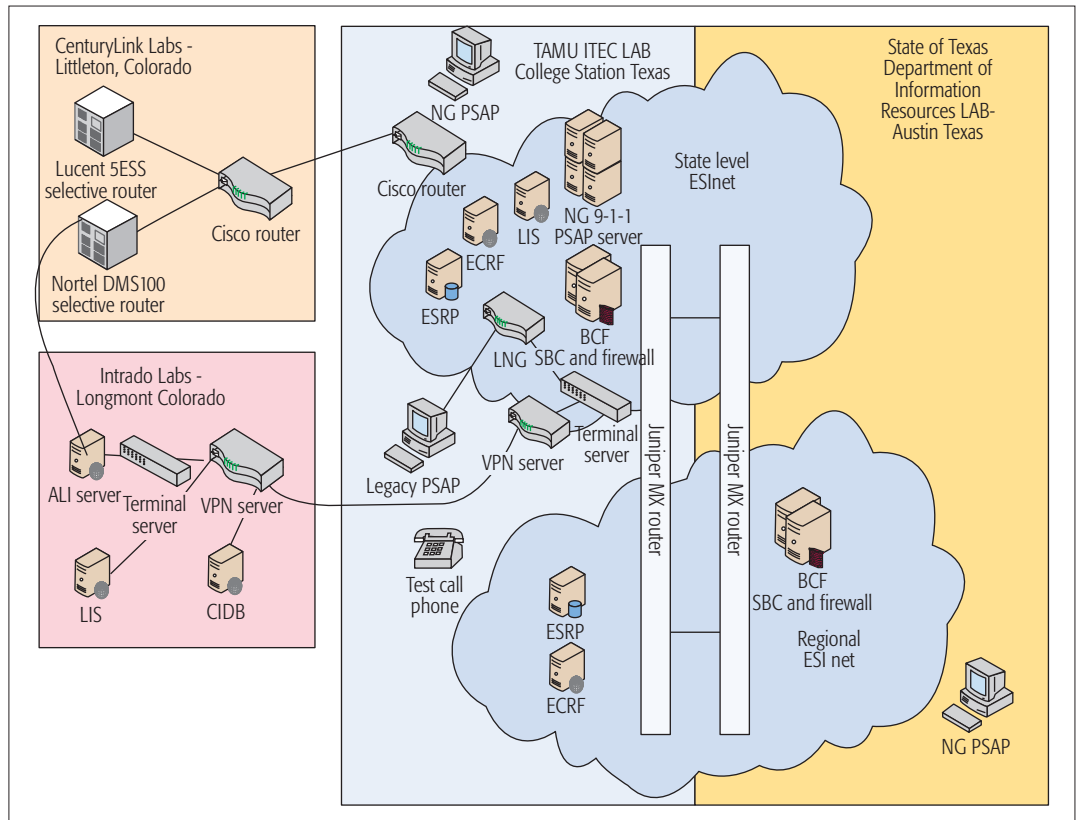 CenturyLink Labs -
Littleton, Colorado
Lucent 5ESS
selective router
Nortel DMS100
selective router
Cisco router
Intrado Labs -
Longmont Colorado
ALI server
Terminal
server
VPN server
LIS
CIDB
TAMU ITEC LAB
College Station Texas
NG PSAP
Cisco router
NG 9-1-1
PSAP server
LIS
ECRF
ESRP
State level
ESInet
LNG
BCF
SBC and firewall
Terminal
server
VPN server
Legacy PSAP
Test call
phone
Juniper MX router
Juniper MX router
ESRP
ECRF
State of Texas
Department of
Information
Resources LAB-
Austin Texas
BCF
SBC and firewall
Regional
ESI net
NG PSAP